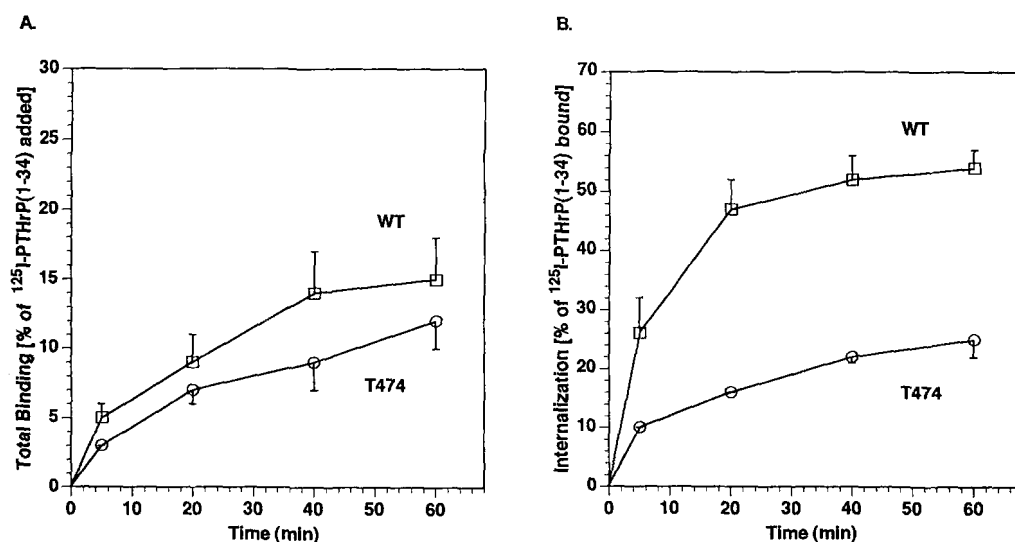 A.
Total Binding [% of ¹²⁵I-PTHrP(1-34) added]
30
25
20
15
10
5
0
WT
T474
0 10 20 30 40 50 60
Time (min)
B.
Internalization [% of ¹²⁵I-PTHrP(1-34) bound]
70
60
50
40
30
20
10
0
WT
T474
0 10 20 30 40 50 60
Time (min)